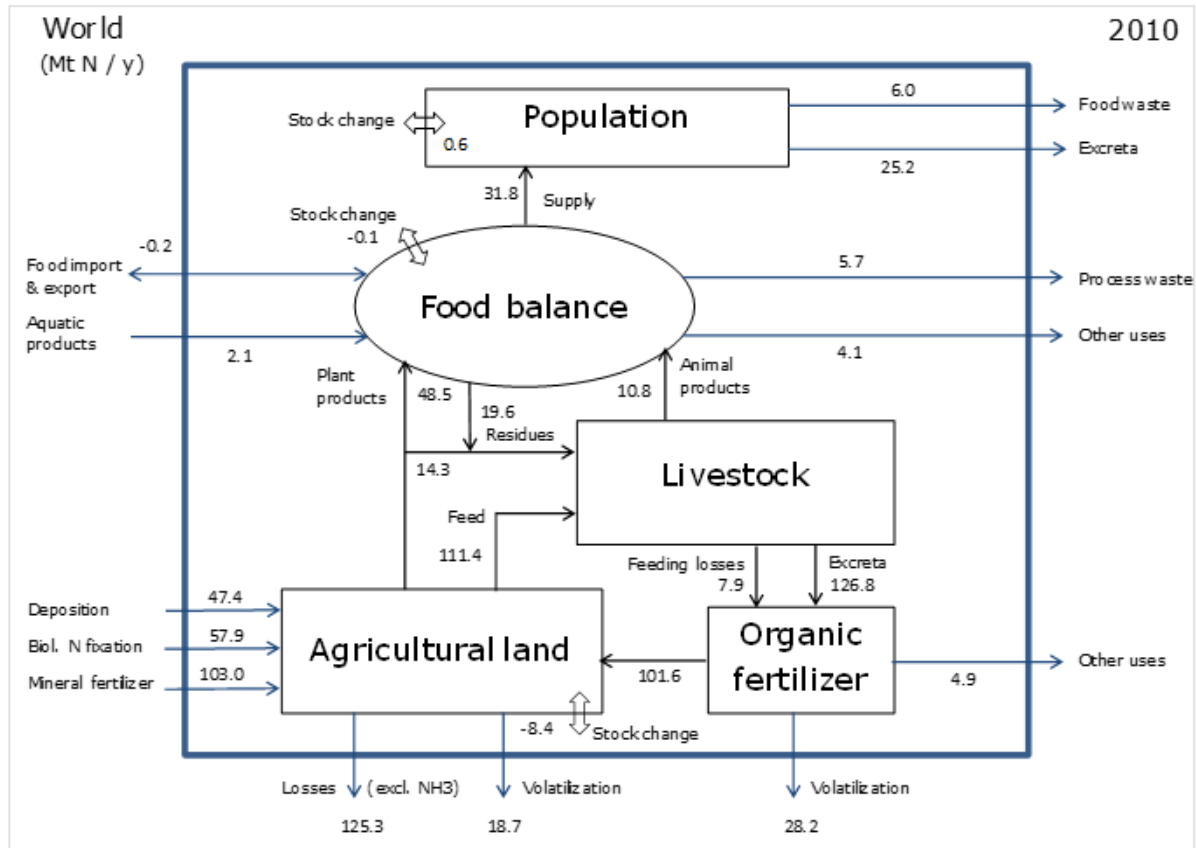 World
2010
(Mt N / y)
6.0
Food waste
Stock change
Population
0.6
Excreta
25.2
31.8
Supply
Stock change
-0.1
-0.2
Food import
& export
5.7
Process waste
Food balance
Aquatic
products
2.1
Other uses
4.1
Plant
products
48.5
19.6
Residues
10.8
Animal
products
14.3
Livestock
Feed
111.4
Feeding losses
7.9
Excreta
126.8
Deposition
47.4
Biol. N fixation
57.9
Mineral fertilizer
103.0
Agricultural land
101.6
Organic
fertilizer
Other uses
4.9
-8.4
Stock change
Losses (excl. NH3)
125.3
Volatilization
18.7
Volatilization
28.2